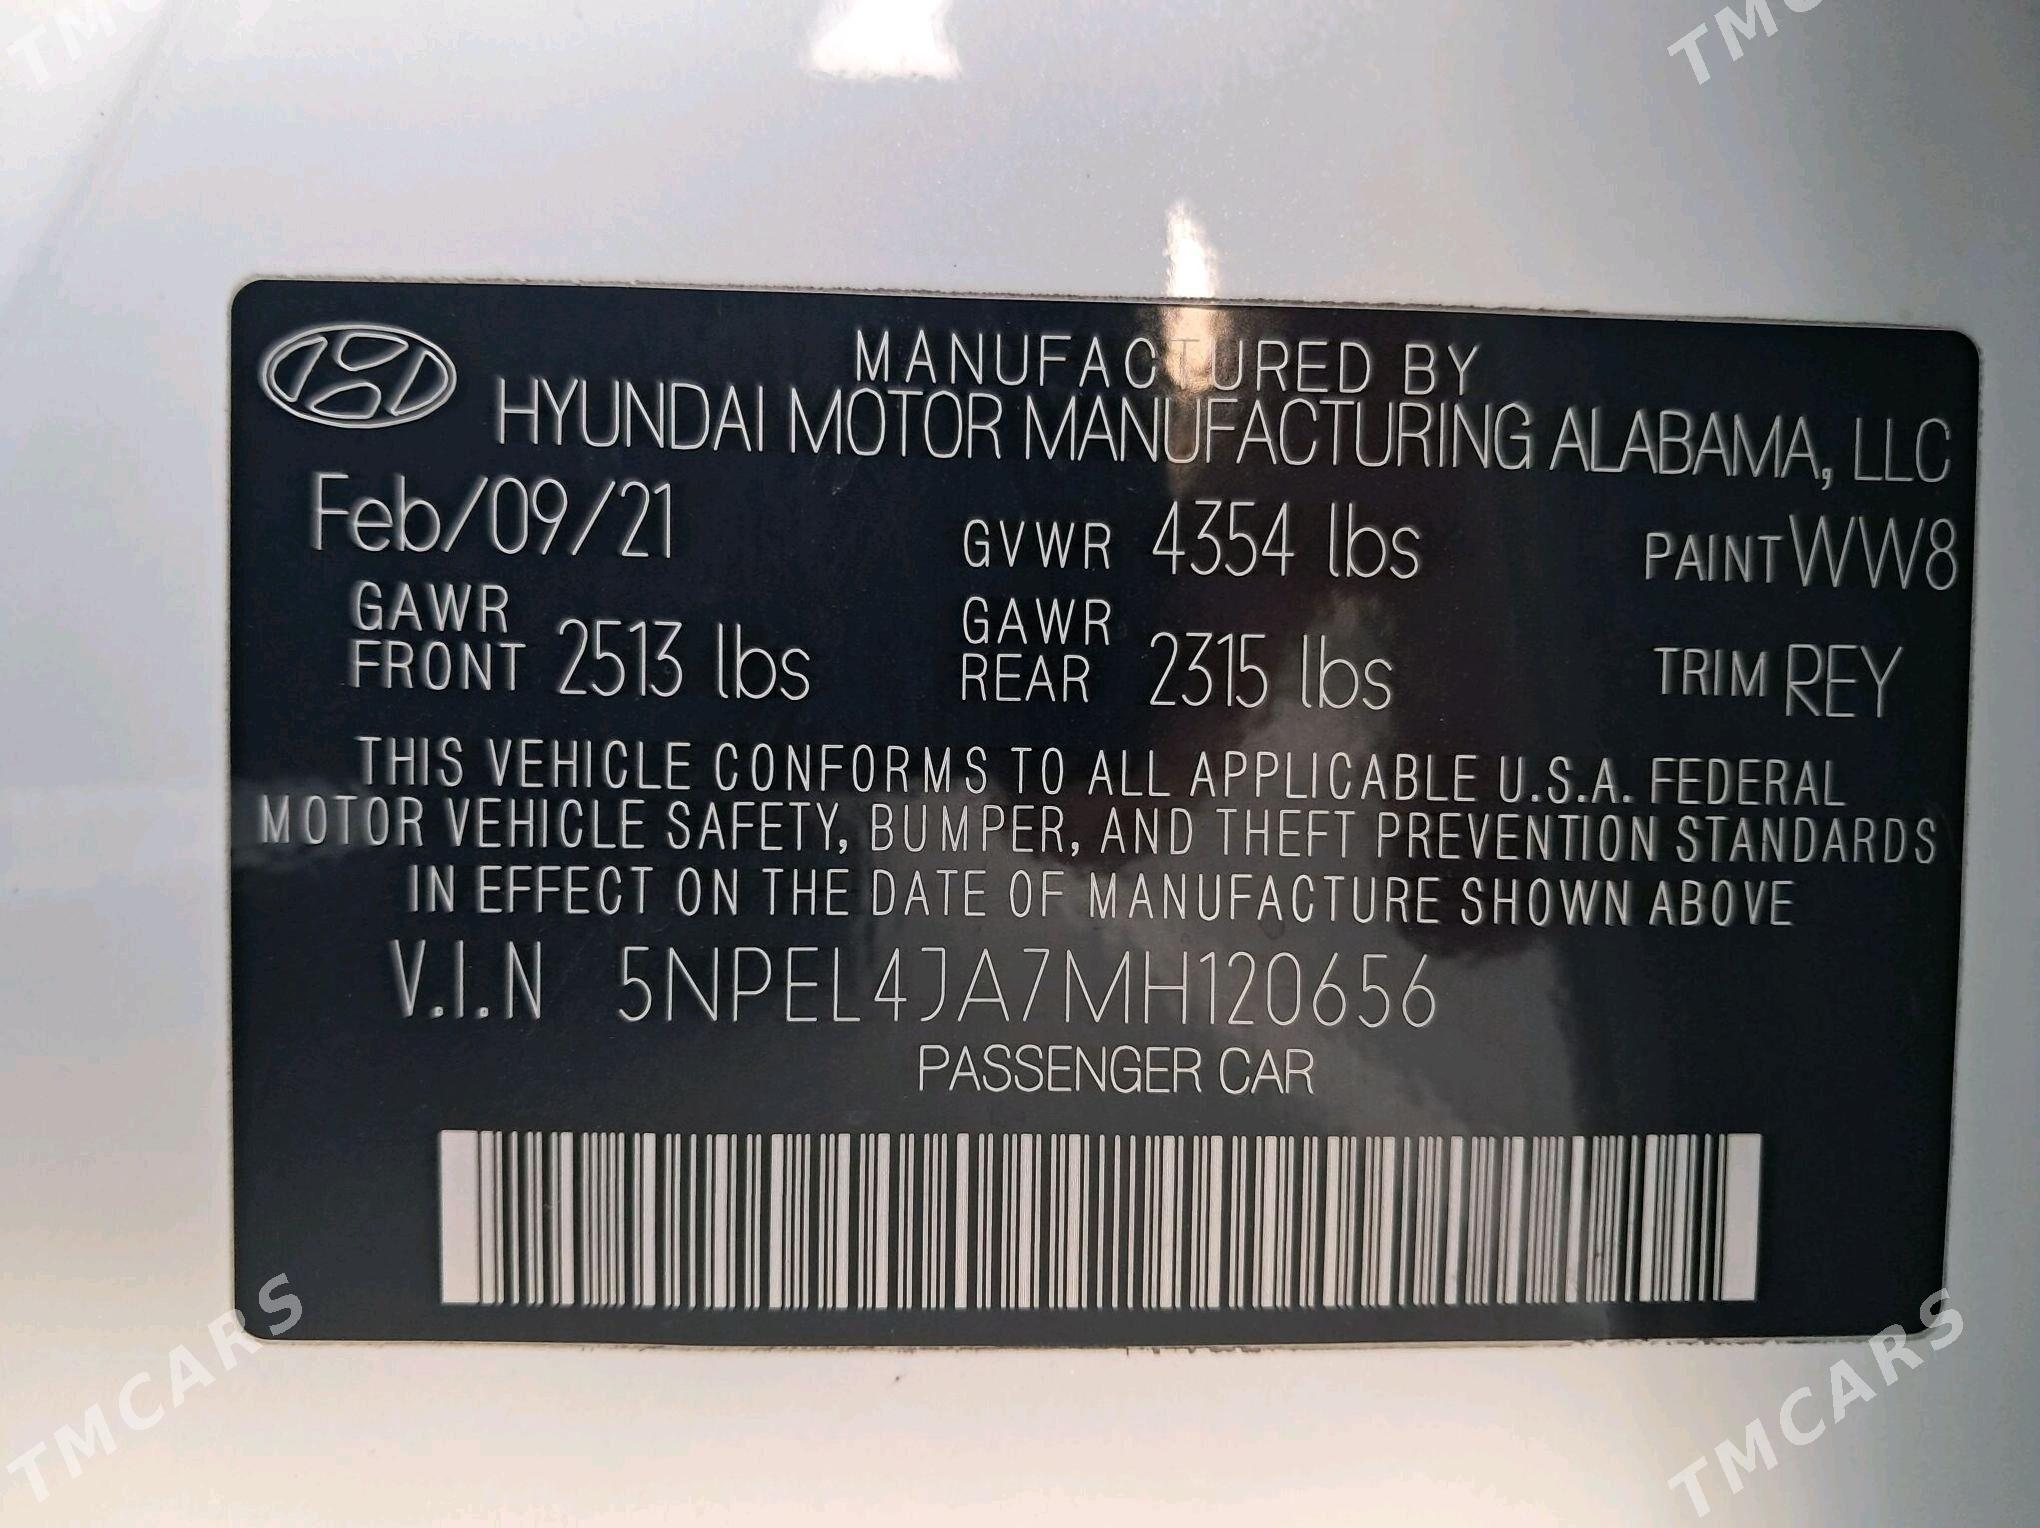 MANUFACTURED BY
HYUNDAI MOTOR MANUFACTURING ALABAMA, LLC
Feb/09/21 GVWR 4354 lbs PAINT WW8
GAWR FRONT 2513 lbs GAWR REAR 2315 lbs TRIM REY
THIS VEHICLE CONFORMS TO ALL APPLICABLE U.S.A. FEDERAL
MOTOR VEHICLE SAFETY, BUMPER, AND THEFT PREVENTION STANDARDS
IN EFFECT ON THE DATE OF MANUFACTURE SHOWN ABOVE
V.I.N 5NPEL4JA7MH120656
PASSENGER CAR
TMCARS
TMCARS